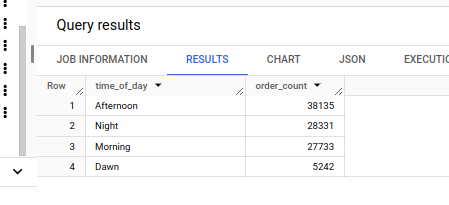 Query results
JOB INFORMATION RESULTS CHART JSON EXECUTIO
Row time_of_day order_count
1 Afternoon 38135
2 Night 28331
3 Morning 27733
4 Dawn 5242